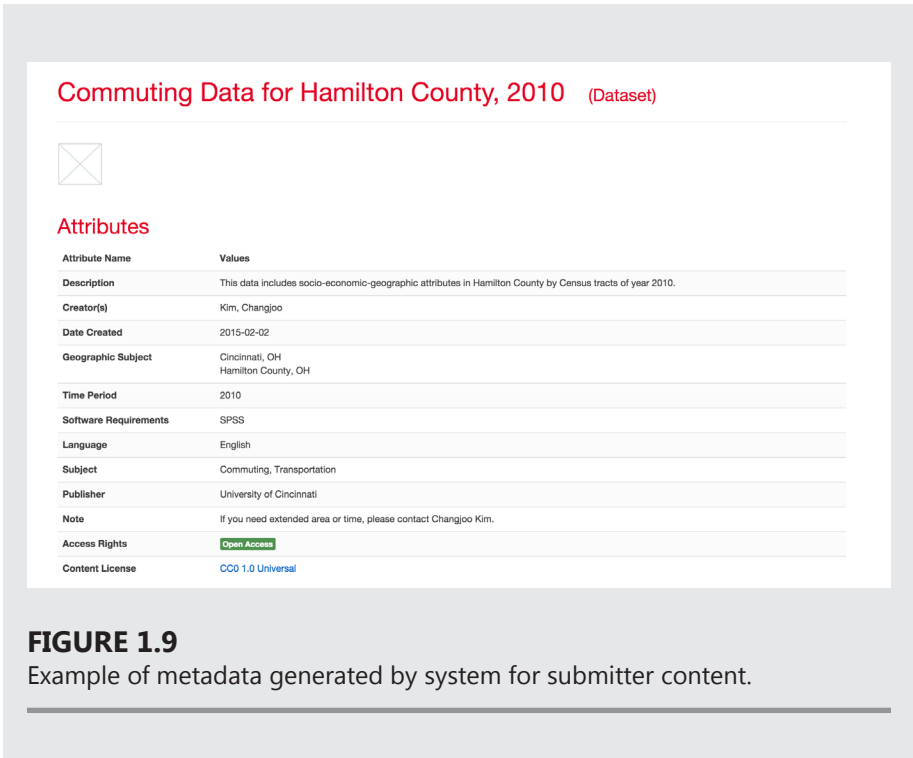 Commuting Data for Hamilton County, 2010 (Dataset)
Attributes
Attribute Name Values
Description This data includes socio-economic-geographic attributes in Hamilton County by Census tracts of year 2010.
Creator(s) Kim, Changjoo
Date Created 2015-02-02
Geographic Subject Cincinnati, OH
Hamilton County, OH
Time Period 2010
Software Requirements SPSS
Language English
Subject Commuting, Transportation
Publisher University of Cincinnati
Note If you need extended area or time, please contact Changjoo Kim.
Access Rights Open Access
Content License CC0 1.0 Universal
FIGURE 1.9
Example of metadata generated by system for submitter content.